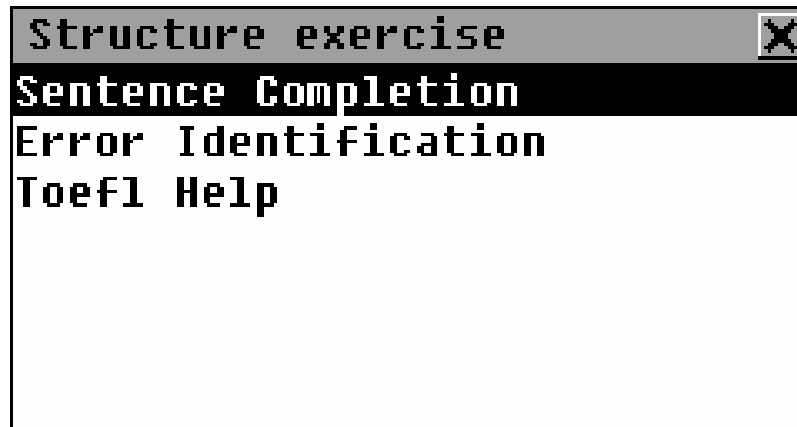 Structure exercise
Sentence Completion
Error Identification
Toefl Help